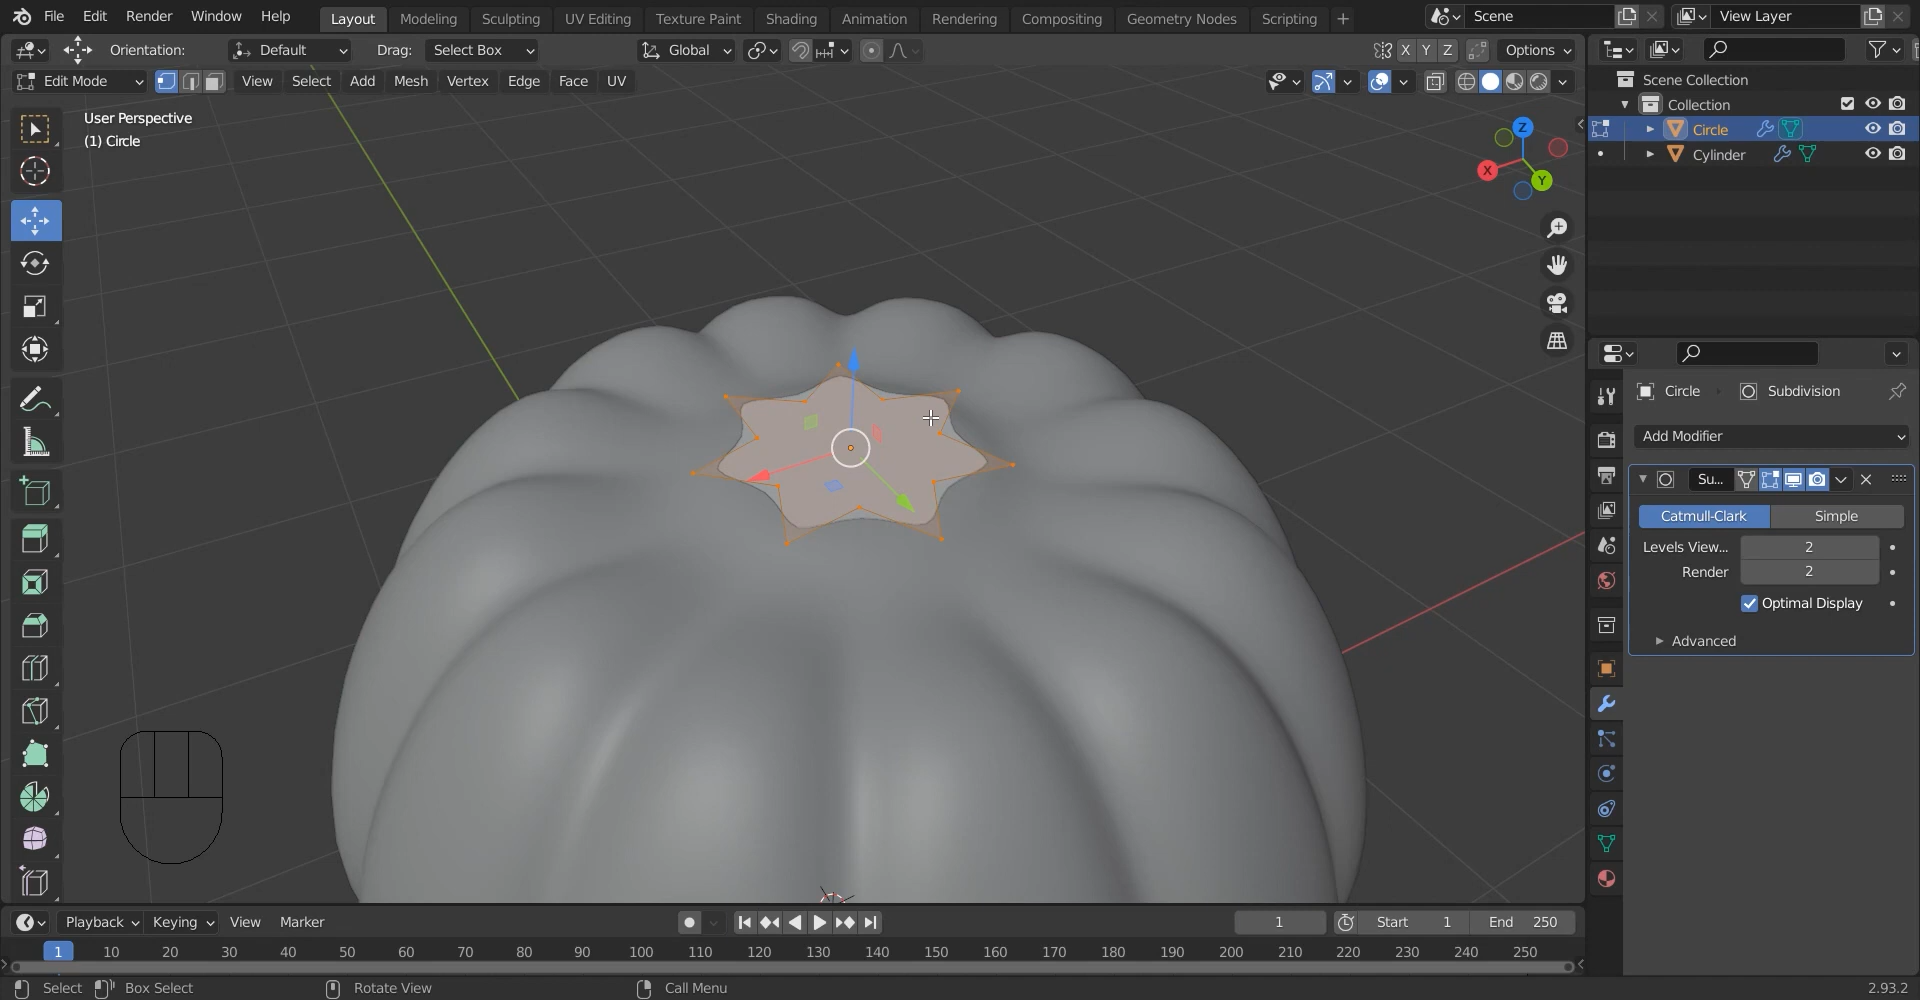 File Edit Render Window Help Layout Modeling Sculpting UV Editing Texture Paint Shading Animation Rendering Compositing Geometry Nodes Scripting + Scene View Layer
Orientation: Default Drag: Select Box Global X Y Z Options
Edit Mode View Select Add Mesh Vertex Edge Face UV
User Perspective
(1) Circle
Z
X
Y
Scene Collection
Collection
Circle
Cylinder
Circle Subdivision
Add Modifier
Su...
Catmull-Clark Simple
Levels View... 2
Render 2
Optimal Display
Advanced
Playback Keying View Marker 1 Start 1 End 250
1 10 20 30 40 50 60 70 80 90 100 110 120 130 140 150 160 170 180 190 200 210 220 230 240 250
Select Box Select Rotate View Call Menu 2.93.2